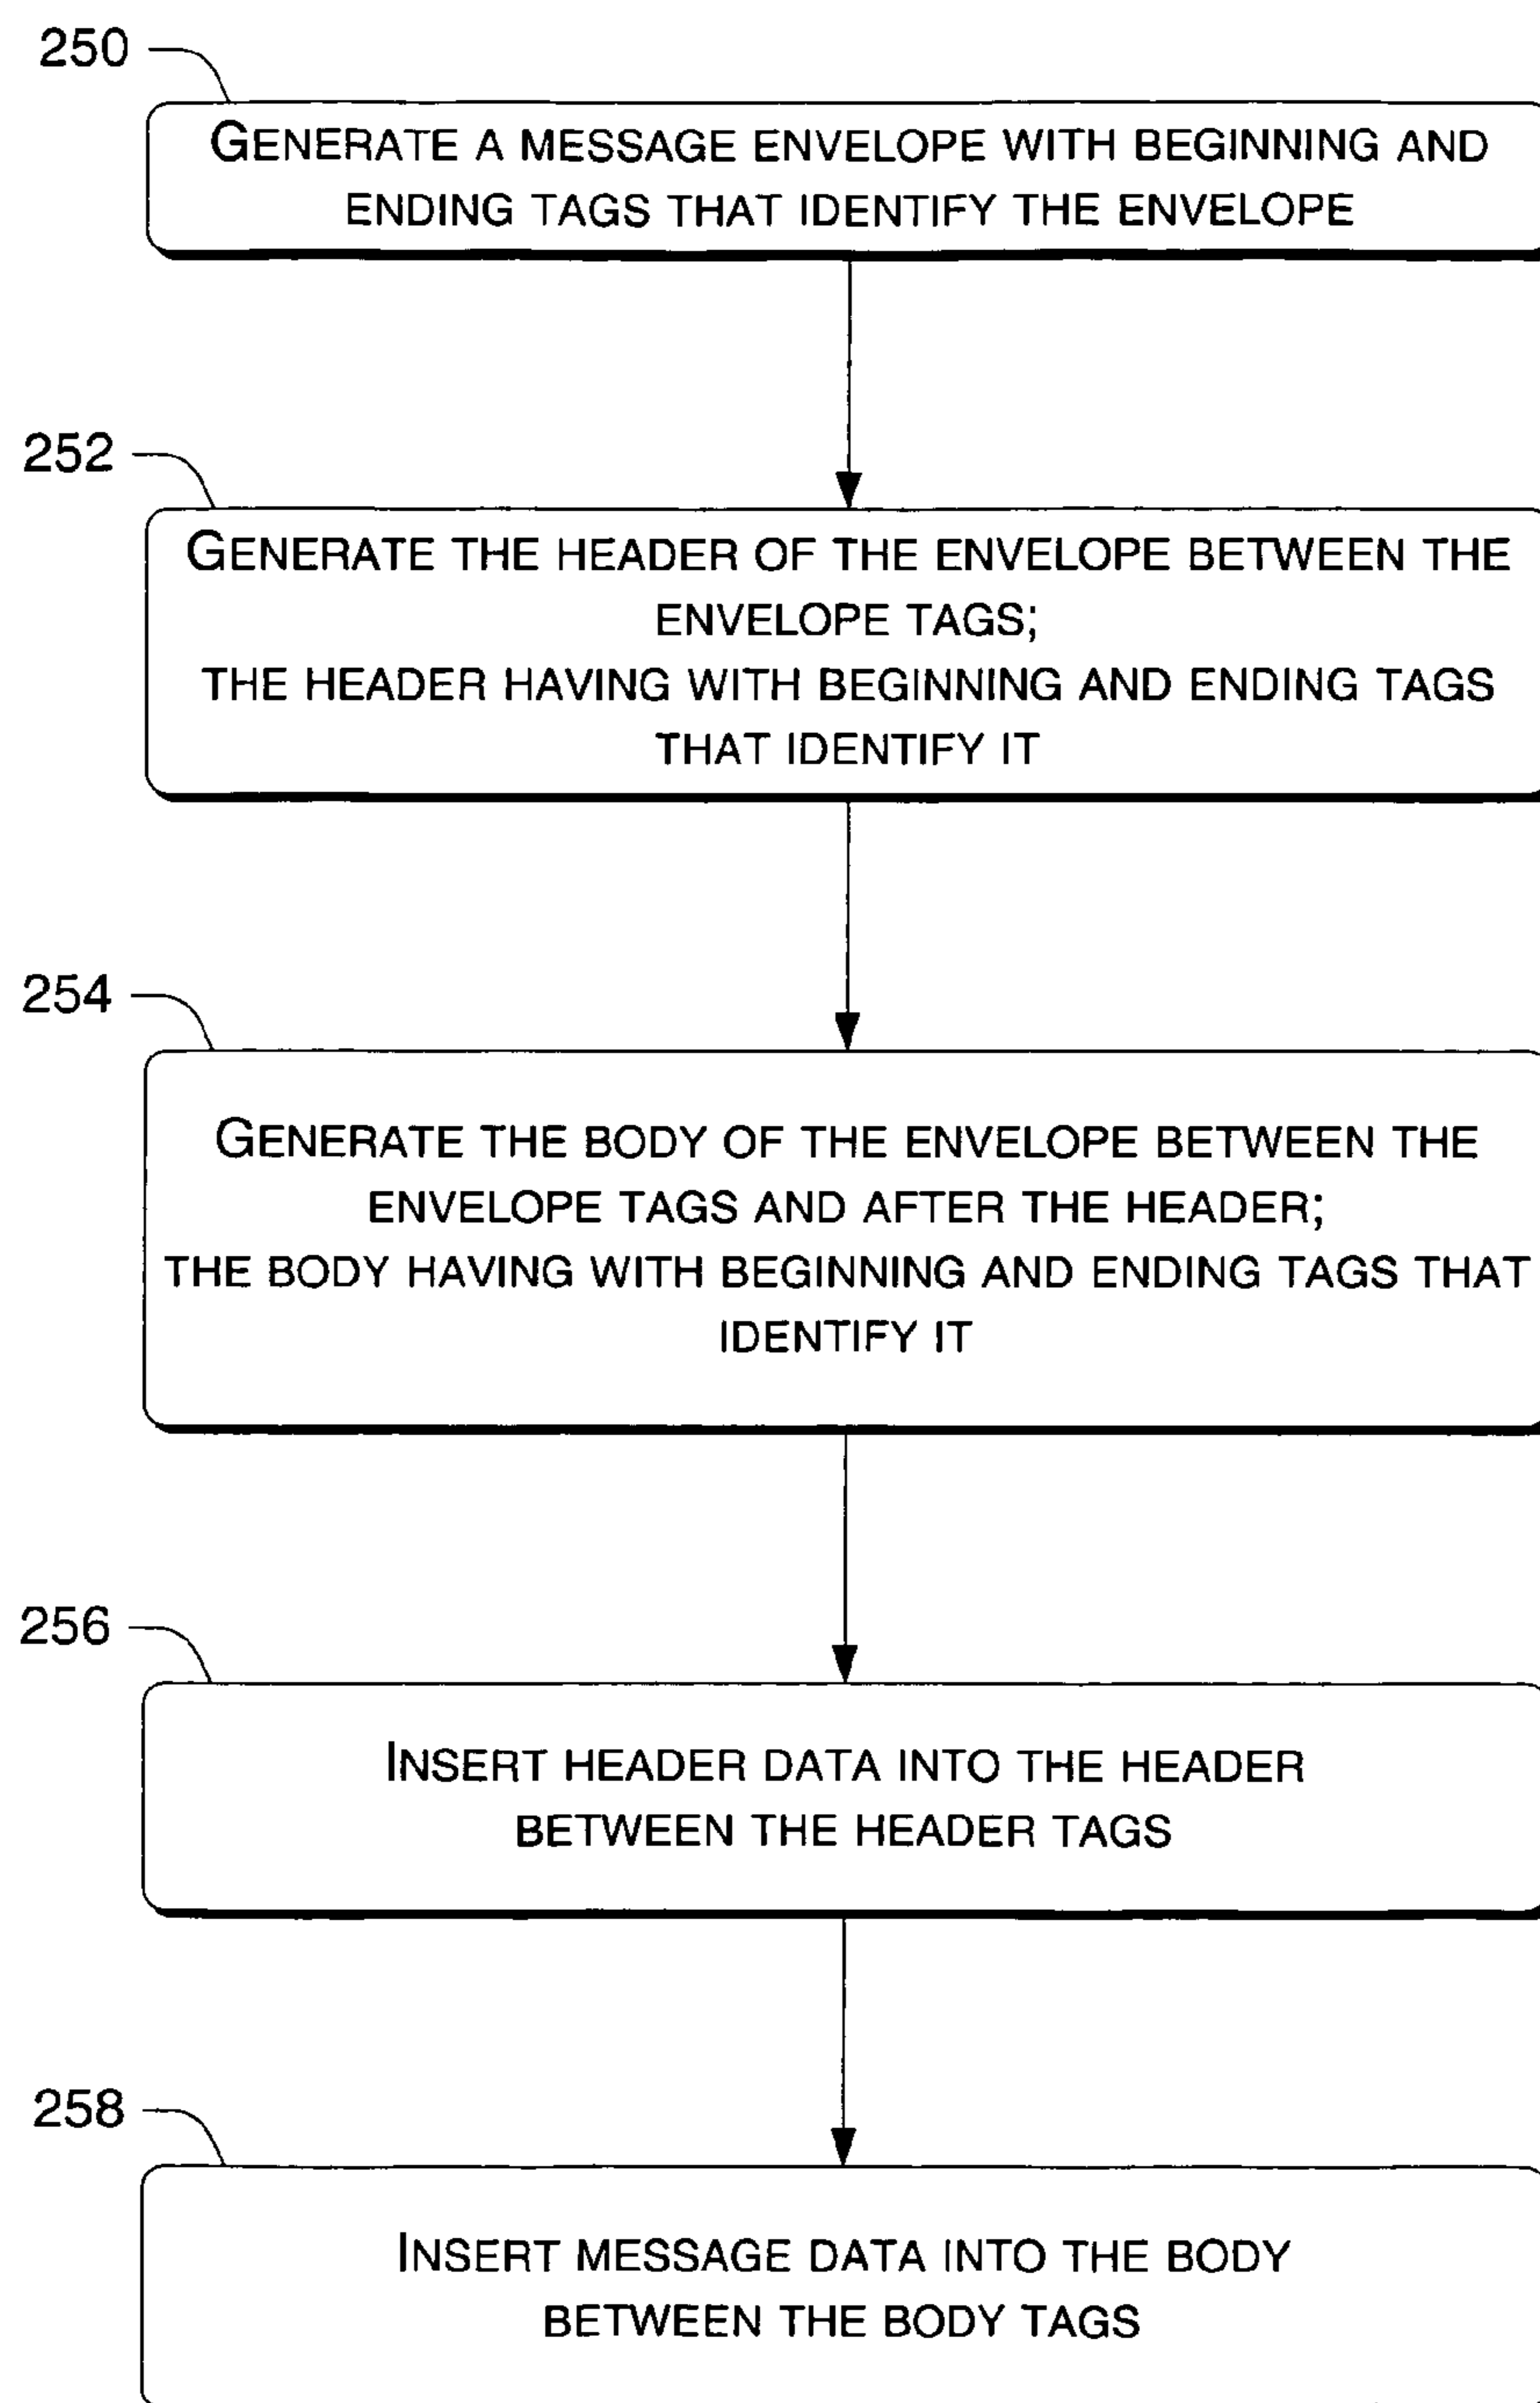 250
GENERATE A MESSAGE ENVELOPE WITH BEGINNING AND
ENDING TAGS THAT IDENTIFY THE ENVELOPE
252
GENERATE THE HEADER OF THE ENVELOPE BETWEEN THE
ENVELOPE TAGS;
THE HEADER HAVING WITH BEGINNING AND ENDING TAGS
THAT IDENTIFY IT
254
GENERATE THE BODY OF THE ENVELOPE BETWEEN THE
ENVELOPE TAGS AND AFTER THE HEADER;
THE BODY HAVING WITH BEGINNING AND ENDING TAGS THAT
IDENTIFY IT
256
INSERT HEADER DATA INTO THE HEADER
BETWEEN THE HEADER TAGS
258
INSERT MESSAGE DATA INTO THE BODY
BETWEEN THE BODY TAGS